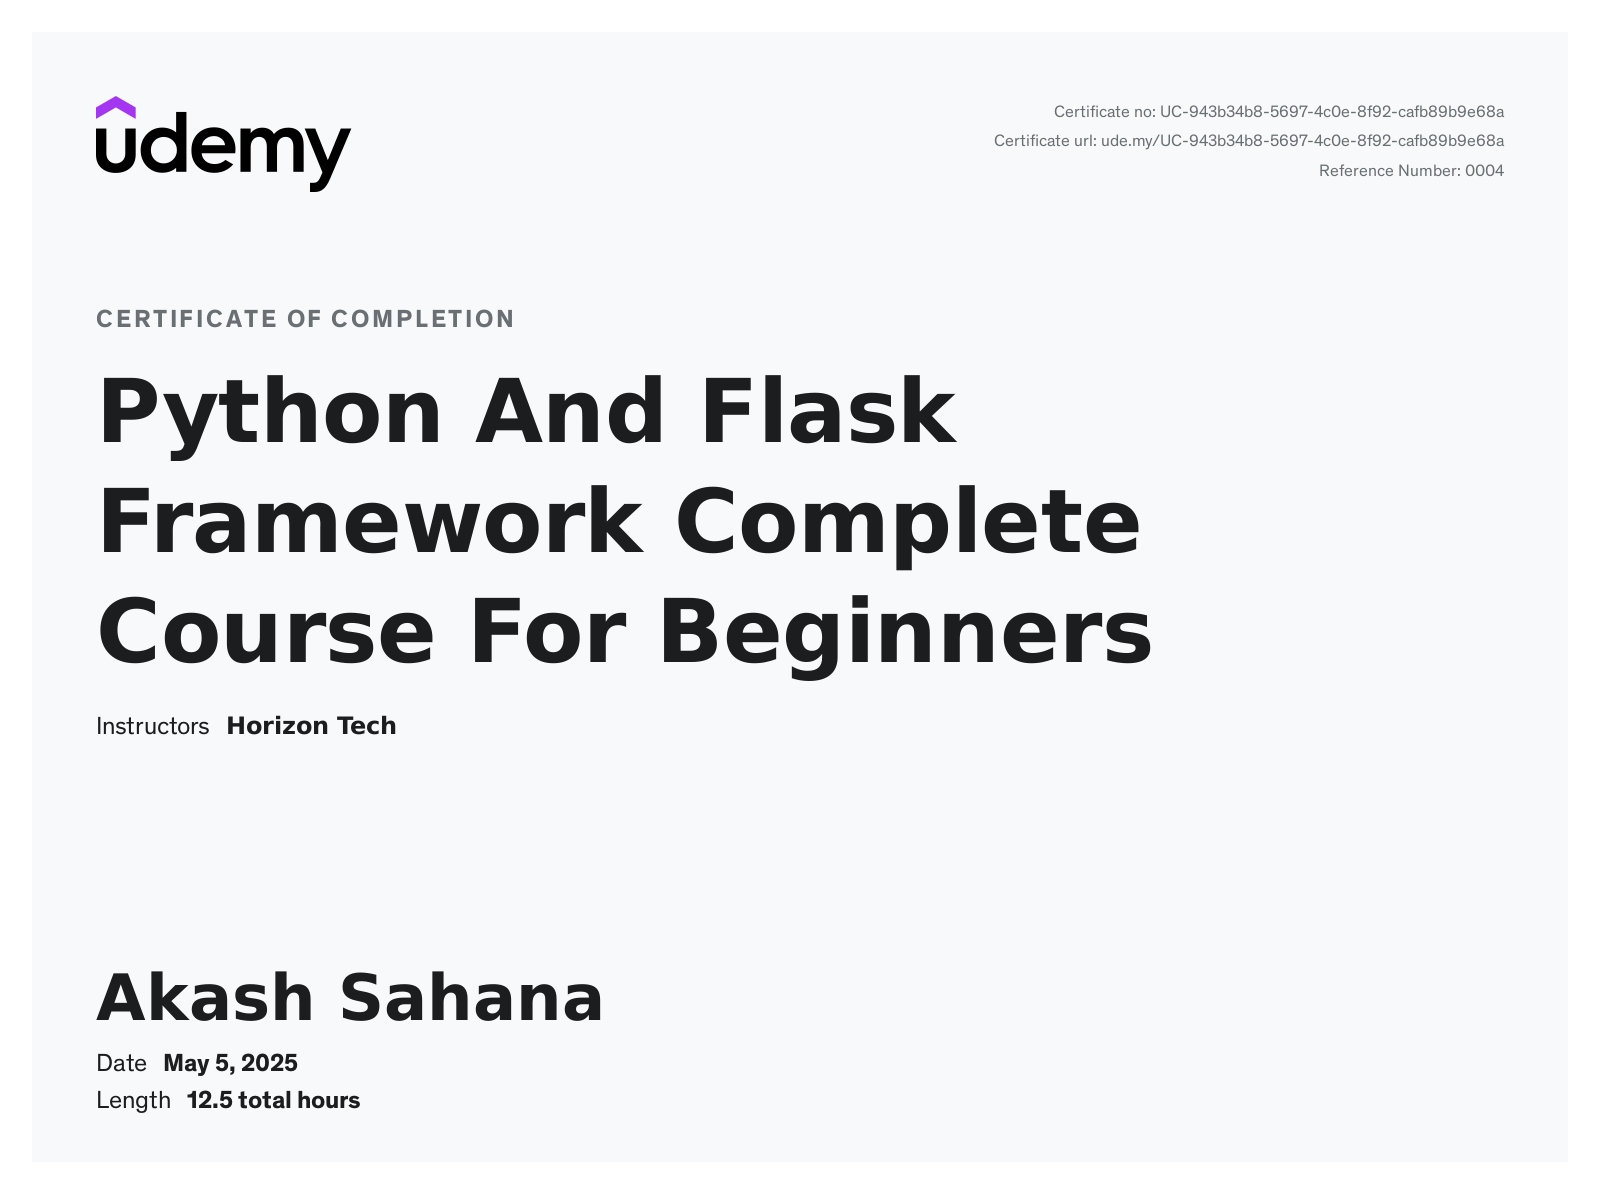 udemy
Certificate no: UC-943b34b8-5697-4c0e-8f92-cafb89b9e68a
Certificate url: ude.my/UC-943b34b8-5697-4c0e-8f92-cafb89b9e68a
Reference Number: 0004
CERTIFICATE OF COMPLETION
Python And Flask
Framework Complete
Course For Beginners
Instructors Horizon Tech
Akash Sahana
Date May 5, 2025
Length 12.5 total hours